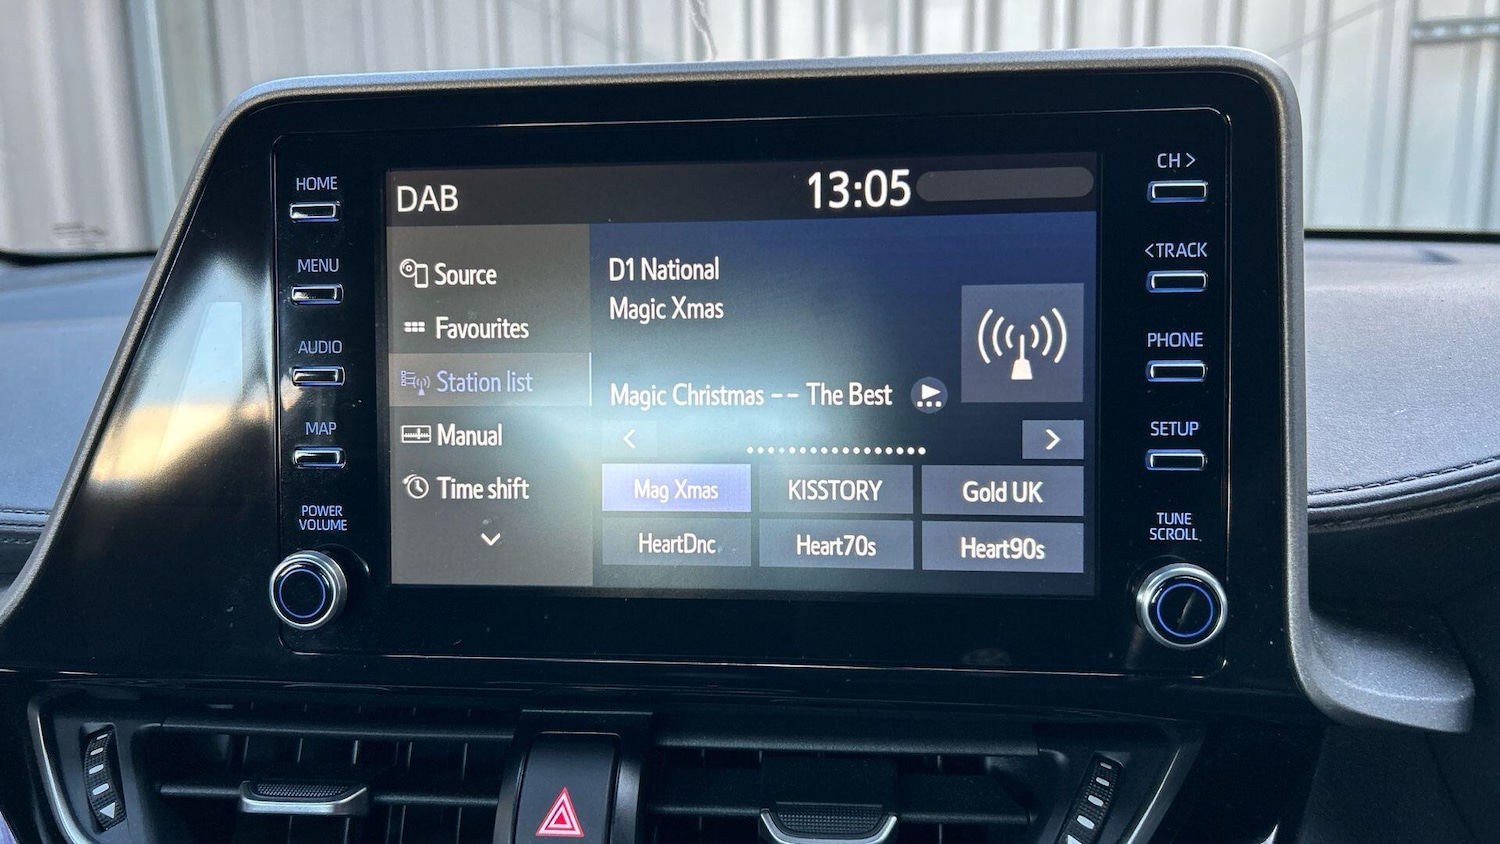 HOME
MENU
AUDIO
MAP
POWER
VOLUME
DAB
13:05
Source
Favourites
Station list
Manual
Time shift
D1 National
Magic Xmas
Magic Christmas -- The Best
Mag Xmas
KISSTORY
Gold UK
HeartDnc
Heart70s
Heart90s
CH >
< TRACK
PHONE
SETUP
TUNE
SCROLL